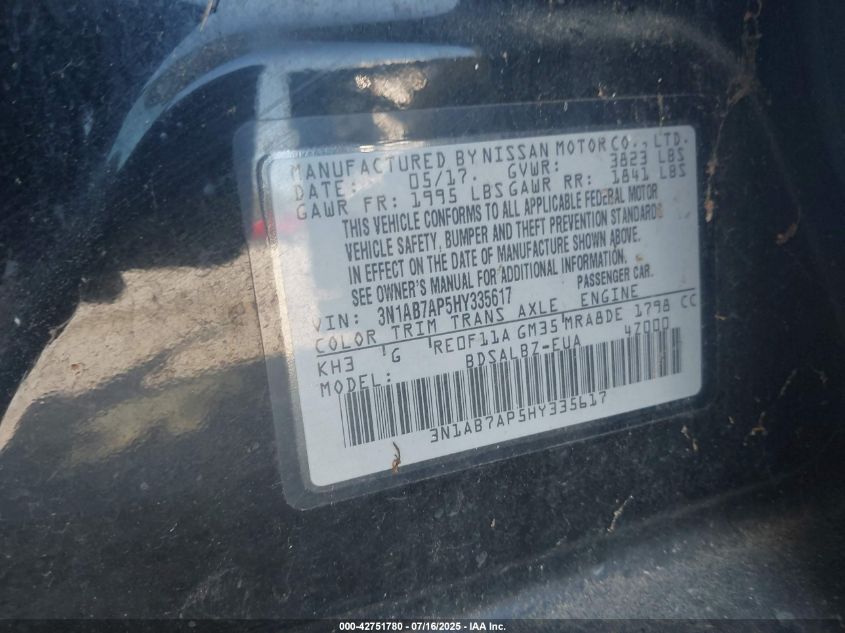 MANUFACTURED BY NISSAN MOTOR CO., LTD.
DATE: 05/17. GVWR: 3823 LBS
GAWR FR: 1995 LBS GAWR RR: 1841 LBS
THIS VEHICLE CONFORMS TO ALL APPLICABLE FEDERAL MOTOR
VEHICLE SAFETY, BUMPER AND THEFT PREVENTION STANDARDS
IN EFFECT ON THE DATE OF MANUFACTURE SHOWN ABOVE.
SEE OWNER'S MANUAL FOR ADDITIONAL INFORMATION.
VIN: 3N1AB7AP5HY335617 PASSENGER CAR.
COLOR TRIM TRANS AXLE ENGINE
KH3 G RE0F11A GM35 MRA8DE 1798 CC
MODEL: BDSALBZ-EUA 4Z000
3N1AB7AP5HY335617
000-42751780 - 07/16/2025 - IAA Inc.